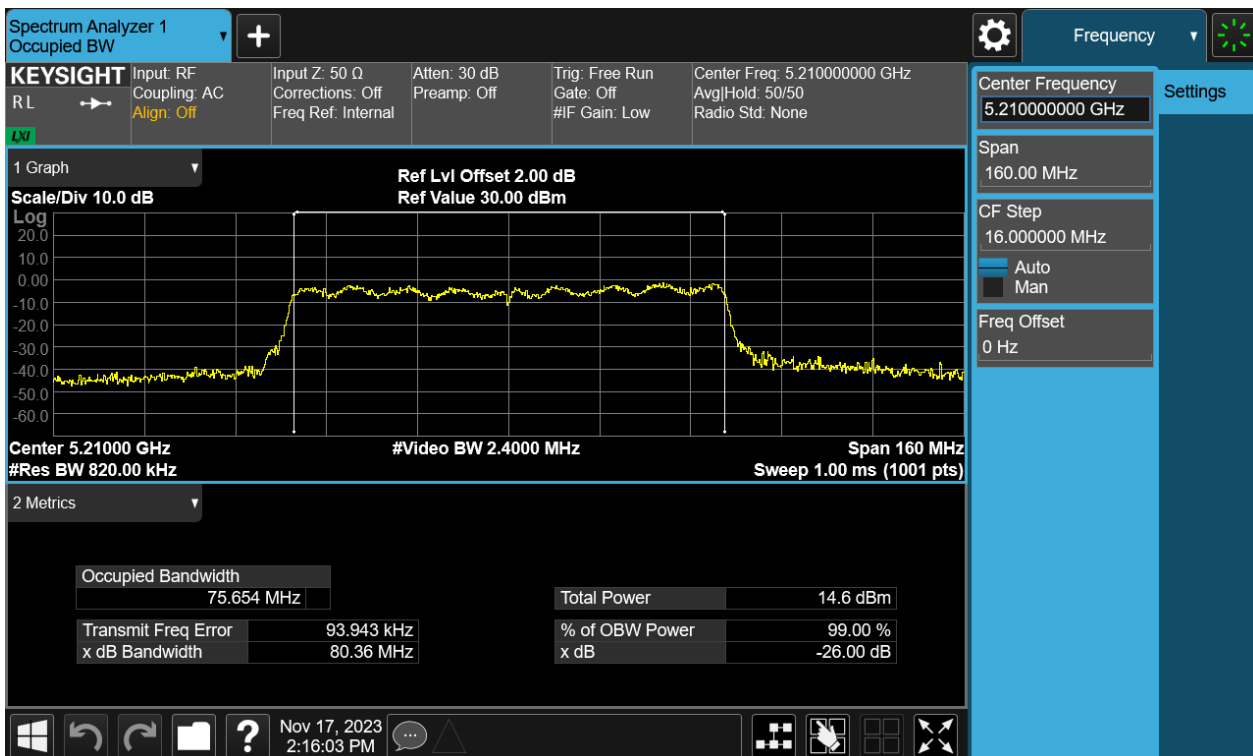 Spectrum Analyzer 1
Occupied BW
Frequency
KEYSIGHT
R L
LXI
Input: RF
Coupling: AC
Align: Off
Input Z: 50 Ω
Corrections: Off
Freq Ref: Internal
Atten: 30 dB
Preamp: Off
Trig: Free Run
Gate: Off
#IF Gain: Low
Center Freq: 5.210000000 GHz
Avg|Hold: 50/50
Radio Std: None
Center Frequency
5.210000000 GHz
Settings
Span
160.00 MHz
CF Step
16.000000 MHz
Auto
Man
Freq Offset
0 Hz
1 Graph
Ref Lvl Offset 2.00 dB
Scale/Div 10.0 dB
Ref Value 30.00 dBm
Log
20.0
10.0
0.00
-10.0
-20.0
-30.0
-40.0
-50.0
-60.0
Center 5.21000 GHz
#Video BW 2.4000 MHz
Span 160 MHz
#Res BW 820.00 kHz
Sweep 1.00 ms (1001 pts)
2 Metrics
Occupied Bandwidth
75.654 MHz
Total Power 14.6 dBm
Transmit Freq Error 93.943 kHz
% of OBW Power 99.00 %
x dB Bandwidth 80.36 MHz
x dB -26.00 dB
?
Nov 17, 2023
2:16:03 PM